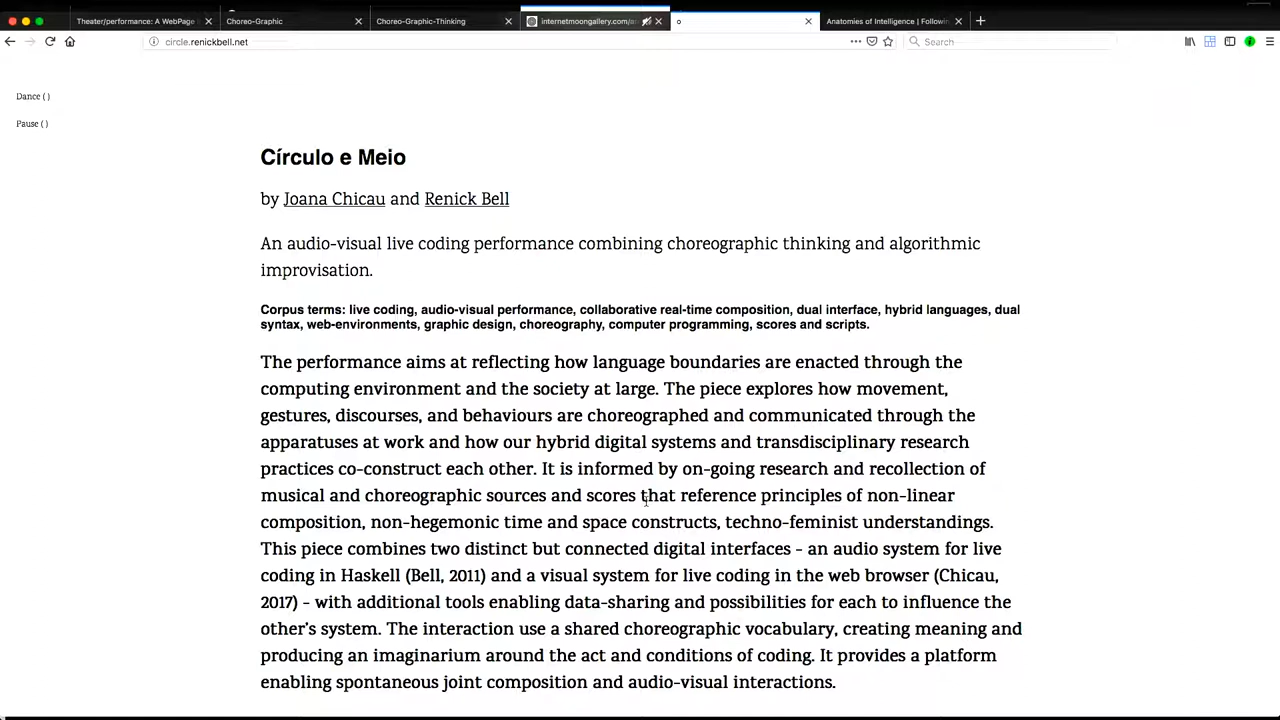 Theater/performance: A WebPage
Choreo-Graphic
Choreo-Graphic-Thinking
internetmoongallery.com/a
Anatomies of Intelligence | Followin
circle.renickbell.net
Search
Dance ( )
Pause ( )
Círculo e Meio
by Joana Chicau and Renick Bell
An audio-visual live coding performance combining choreographic thinking and algorithmic
improvisation.
Corpus terms: live coding, audio-visual performance, collaborative real-time composition, dual interface, hybrid languages, dual
syntax, web-environments, graphic design, choreography, computer programming, scores and scripts.
The performance aims at reflecting how language boundaries are enacted through the
computing environment and the society at large. The piece explores how movement,
gestures, discourses, and behaviours are choreographed and communicated through the
apparatuses at work and how our hybrid digital systems and transdisciplinary research
practices co-construct each other. It is informed by on-going research and recollection of
musical and choreographic sources and scores that reference principles of non-linear
composition, non-hegemonic time and space constructs, techno-feminist understandings.
This piece combines two distinct but connected digital interfaces - an audio system for live
coding in Haskell (Bell, 2011) and a visual system for live coding in the web browser (Chicau,
2017) - with additional tools enabling data-sharing and possibilities for each to influence the
other's system. The interaction use a shared choreographic vocabulary, creating meaning and
producing an imaginarium around the act and conditions of coding. It provides a platform
enabling spontaneous joint composition and audio-visual interactions.